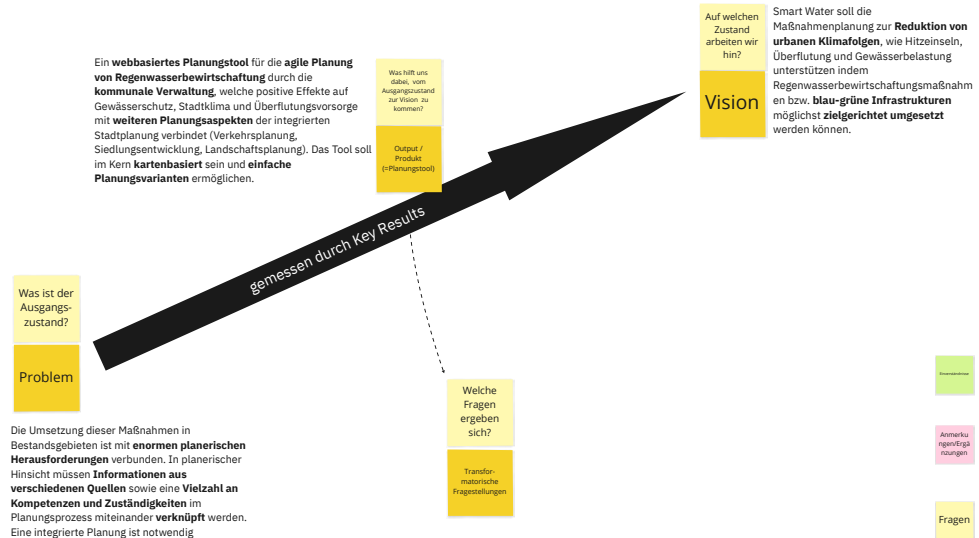 Auf welchen
Zustand
arbeiten wir
hin?
Vision
Smart Water soll die
Maßnahmenplanung zur Reduktion von
urbanen Klimafolgen, wie Hitzeinseln,
Überflutung und Gewässerbelastung
unterstützen indem
Regenwasserbewirtschaftungsmaßnahm
en bzw. blau-grüne Infrastrukturen
möglichst zielgerichtet umgesetzt
werden können.
Ein webbasiertes Planungstool für die agile Planung
von Regenwasserbewirtschaftung durch die
kommunale Verwaltung, welche positive Effekte auf
Gewässerschutz, Stadtklima und Überflutungsvorsorge
mit weiteren Planungsaspekten der integrierten
Stadtplanung verbindet (Verkehrsplanung,
Siedlungsentwicklung, Landschaftsplanung). Das Tool soll
im Kern kartenbasiert sein und einfache
Planungsvarianten ermöglichen.
Was hilft uns
dabei, vom
Ausgangszustand
zur Vision zu
kommen?
Output /
Produkt
(=Planungstool)
gemessen durch Key Results
Was ist der
Ausgangs-
zustand?
Problem
Die Umsetzung dieser Maßnahmen in
Bestandsgebieten ist mit enormen planerischen
Herausforderungen verbunden. In planerischer
Hinsicht müssen Informationen aus
verschiedenen Quellen sowie eine Vielzahl an
Kompetenzen und Zuständigkeiten im
Planungsprozess miteinander verknüpft werden.
Eine integrierte Planung ist notwendig
Welche
Fragen
ergeben
sich?
Transfor-
matorische
Fragestellungen
Anmerku
ngen/Ergä
nzungen
Fragen